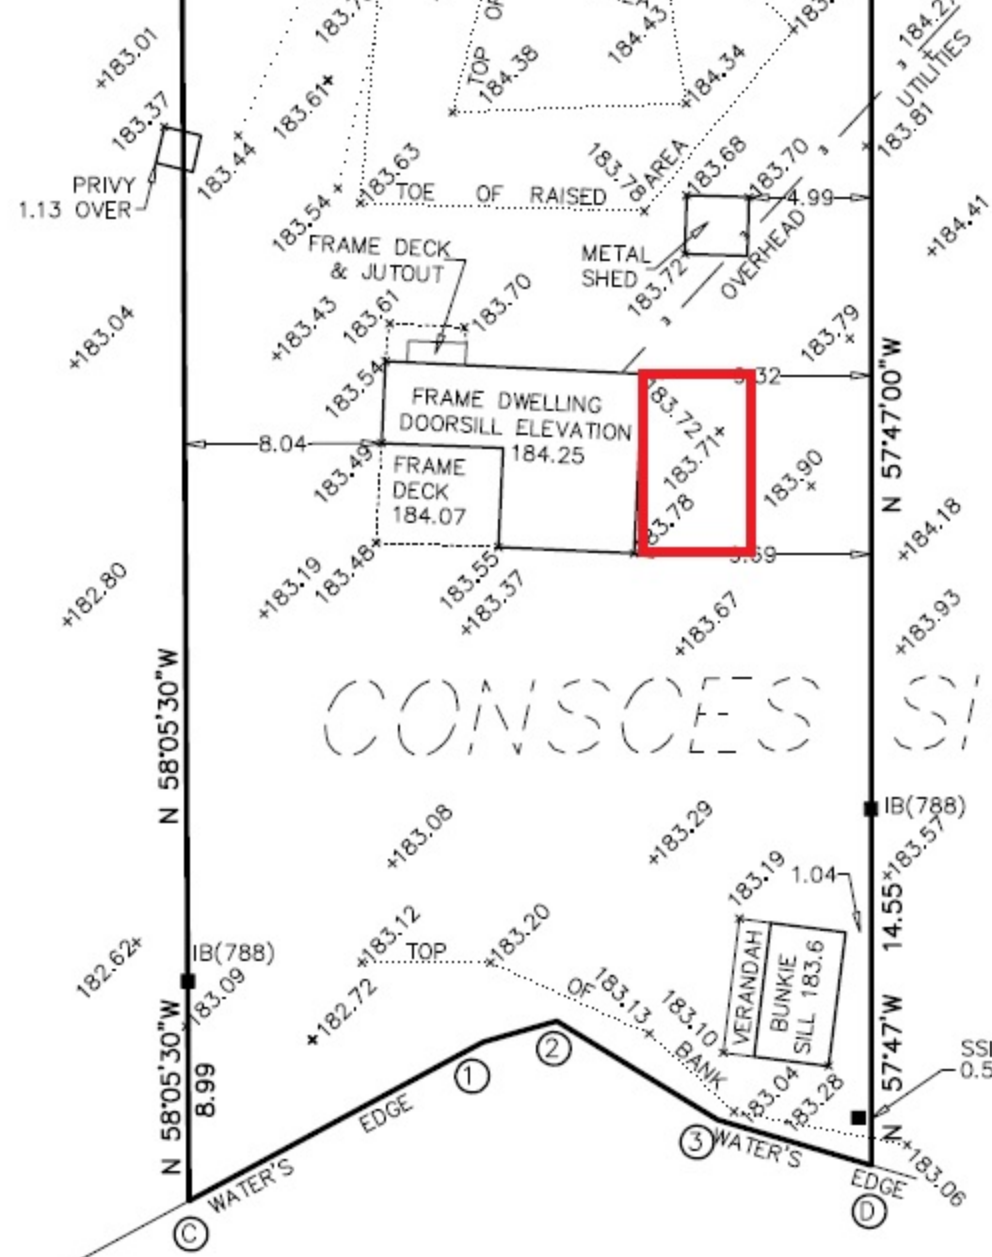 183.01
184.38
184.43
184.34
184.27
UTILITIES
183.37
183.61
183.81
TOP
183.44
183.63
AREA
183.68
183.70
PRIVY
1.13 OVER
TOE OF RAISED
4.99
183.54
184.41
FRAME DECK
& JUTOUT
METAL
SHED
OVERHEAD
183.72
183.04
183.43
183.61
183.70
183.79
183.54
FRAME DWELLING
DOORSILL ELEVATION
184.25
183.72
N 57°47'00"W
8.04
183.49
FRAME
DECK
184.07
183.71
183.90
184.18
183.48
183.55
182.80
183.19
183.37
183.67
183.93
N 58°05'30"W
CONSCES
IB(788)
183.08
183.29
183.57
183.19
1.04
14.55
182.62
IB(788)
183.12
TOP
183.20
183.09
OF
183.13
183.10
VERANDAH
BUNKIE
SILL 183.6
182.72
N 58°05'30"W
8.99
1
2
BANK
183.04
183.28
N 57°47'W
EDGE
3
WATER'S
183.06
WATER'S
EDGE
C
D